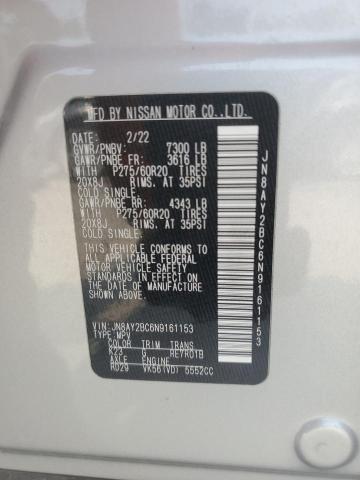 MFD BY NISSAN MOTOR CO.,LTD.
DATE: 2/22
GVWR/PNBV: 7300 LB
GAWR/PNBE FR: 3616 LB
WITH P275/60R20 TIRES
20X8J RIMS. AT 35PSI
COLD SINGLE.
GAWR/PNBE RR: 4343 LB
WITH P275/60R20 TIRES
20X8J RIMS. AT 35PSI
COLD SINGLE.
THIS VEHICLE CONFORMS TO
ALL APPLICABLE FEDERAL
MOTOR VEHICLE SAFETY
STANDARDS IN EFFECT ON
THE DATE OF MANUFACTURE
SHOWN ABOVE.
VIN: JN8AY2BC6N9161153
TYPE: MPV
COLOR TRIM TRANS
K23 G RE7R01B
AXLE ENGINE
RD29 VK56(VD) 5552CC
JN8AY2BC6N9161153